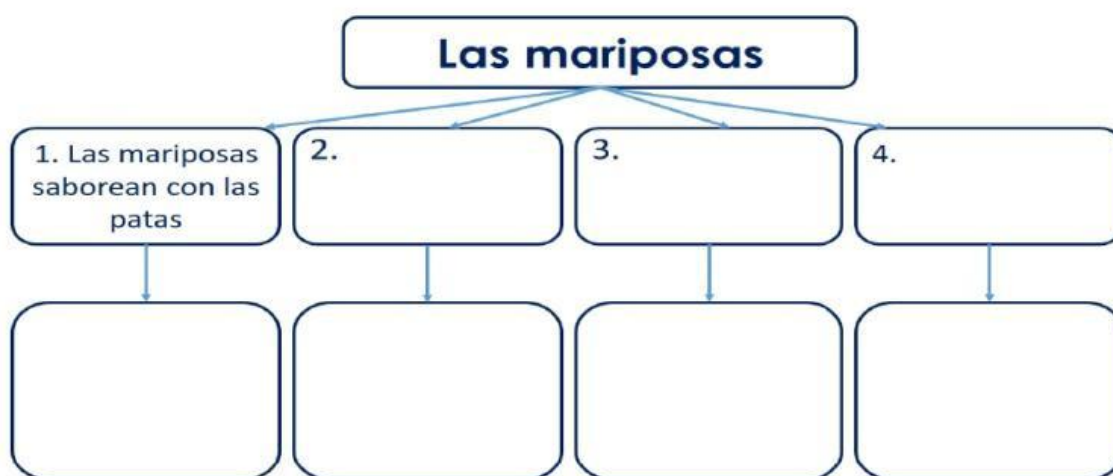 Las mariposas
1. Las mariposas
saborean con las
patas
2.
3.
4.